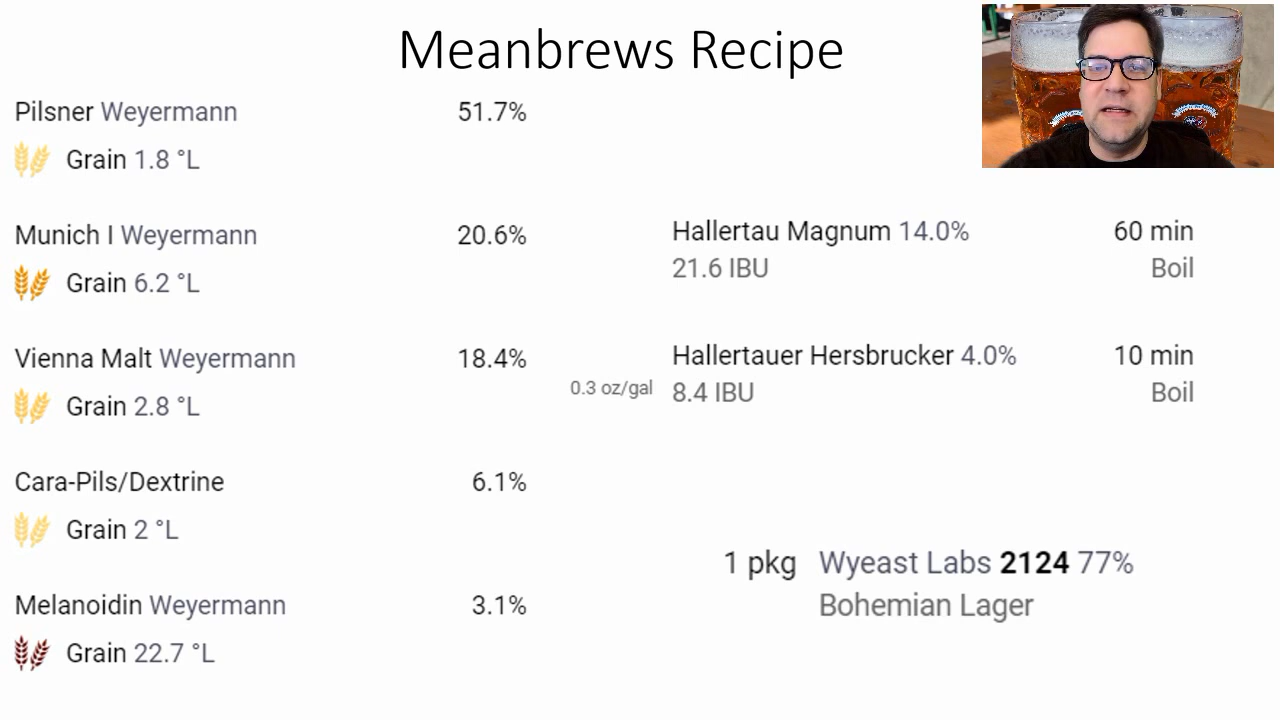 Meanbrews Recipe
Pilsner Weyermann 51.7%
Grain 1.8 °L
Munich I Weyermann 20.6%
Grain 6.2 °L
Vienna Malt Weyermann 18.4%
Grain 2.8 °L
Cara-Pils/Dextrine 6.1%
Grain 2 °L
Melanoidin Weyermann 3.1%
Grain 22.7 °L
Hallertau Magnum 14.0% 60 min
21.6 IBU Boil
Hallertauer Hersbrucker 4.0% 10 min
0.3 oz/gal 8.4 IBU Boil
1 pkg Wyeast Labs 2124 77%
Bohemian Lager